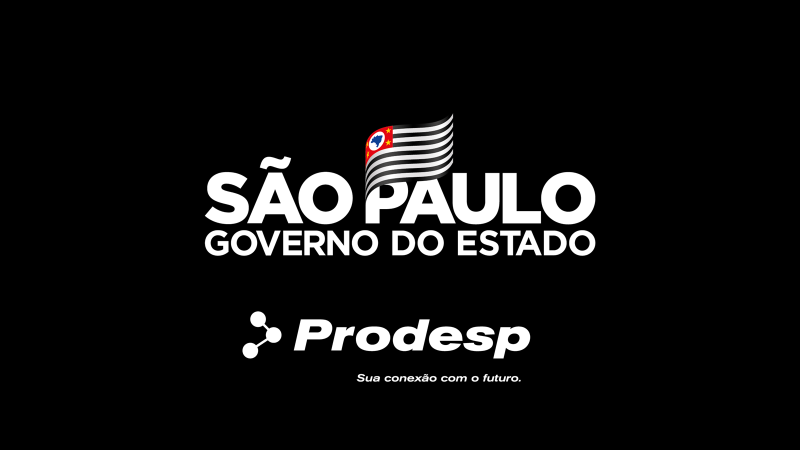 SÃO PAULO
GOVERNO DO ESTADO
Prodesp
Sua conexão com o futuro.